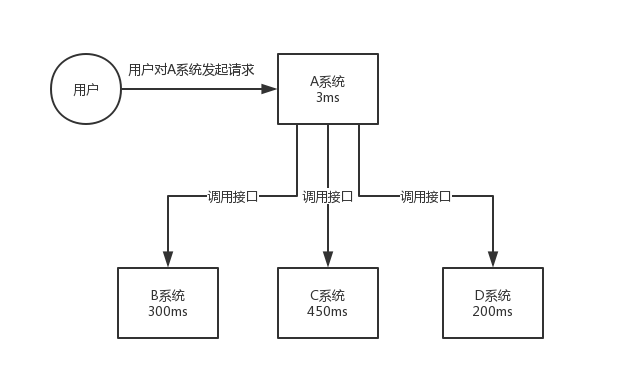 用户对A系统发起请求
用户
A系统
3ms
调用接口
调用接口
调用接口
B系统
300ms
C系统
450ms
D系统
200ms